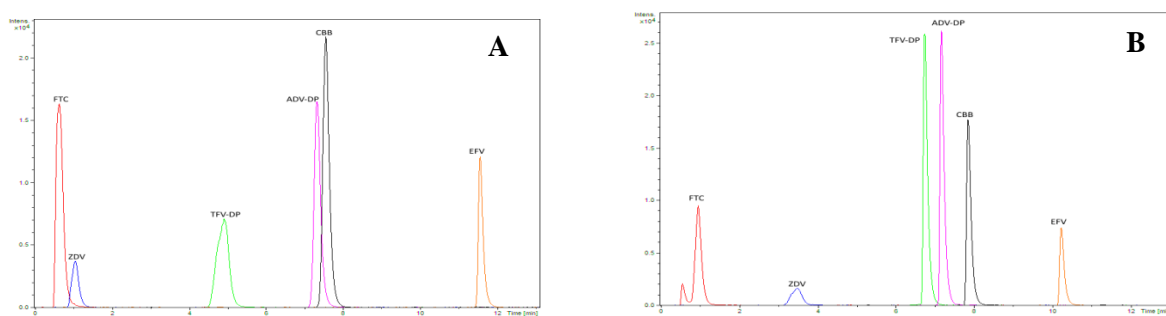 Intens.
×10⁴
A
CBB
2.0
ADV-DP
FTC
1.5
EFV
1.0
TFV-DP
0.5
ZDV
0.0
0 2 4 6 8 10 12 Time [min]
Intens.
×10⁴
B
ADV-DP
2.5
TFV-DP
2.0
CBB
1.5
1.0
FTC
EFV
0.5
ZDV
0.0
0 2 4 6 8 10 12 Time [min]